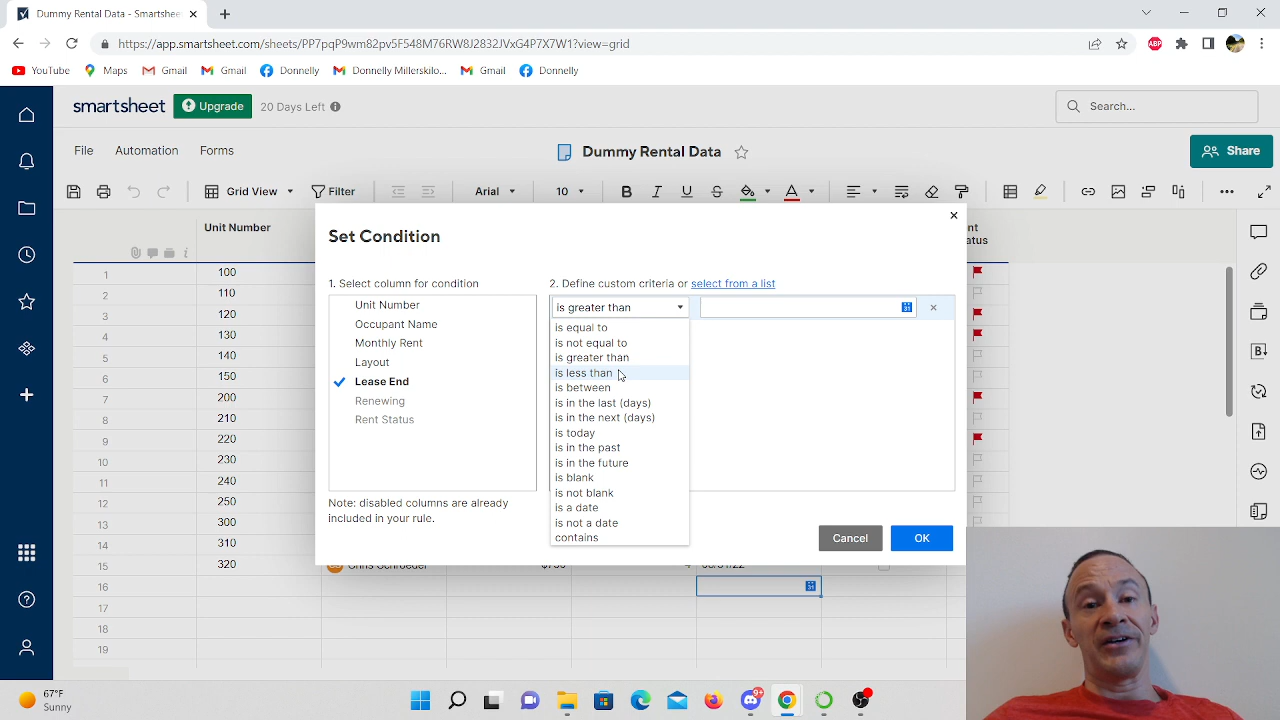 Dummy Rental Data - Smartsheet
https://app.smartsheet.com/sheets/PP7pqP9wm82pv5F548M76RW8J2832JVxG4P7X7W1?view=grid
YouTube Maps Gmail Gmail Donnelly Donnelly Millerskilo... Gmail Donnelly
smartsheet Upgrade 20 Days Left Search...
File Automation Forms Dummy Rental Data Share
Grid View Filter Arial 10 B I U S A
Unit Number
Set Condition
1. Select column for condition
Unit Number
Occupant Name
Monthly Rent
Layout
Lease End
Renewing
Rent Status
Note: disabled columns are already
included in your rule.
2. Define custom criteria or select from a list
is greater than
is equal to
is not equal to
is greater than
is less than
is between
is in the last (days)
is in the next (days)
is today
is in the past
is in the future
is blank
is not blank
is a date
is not a date
contains
Cancel OK
1 100
2 110
3 120
4 130
5 140
6 150
7 200
8 210
9 220
10 230
11 240
12 250
13 300
14 310
15 320 Chris Schroeder
16
17
18
19
67°F
Sunny
9+